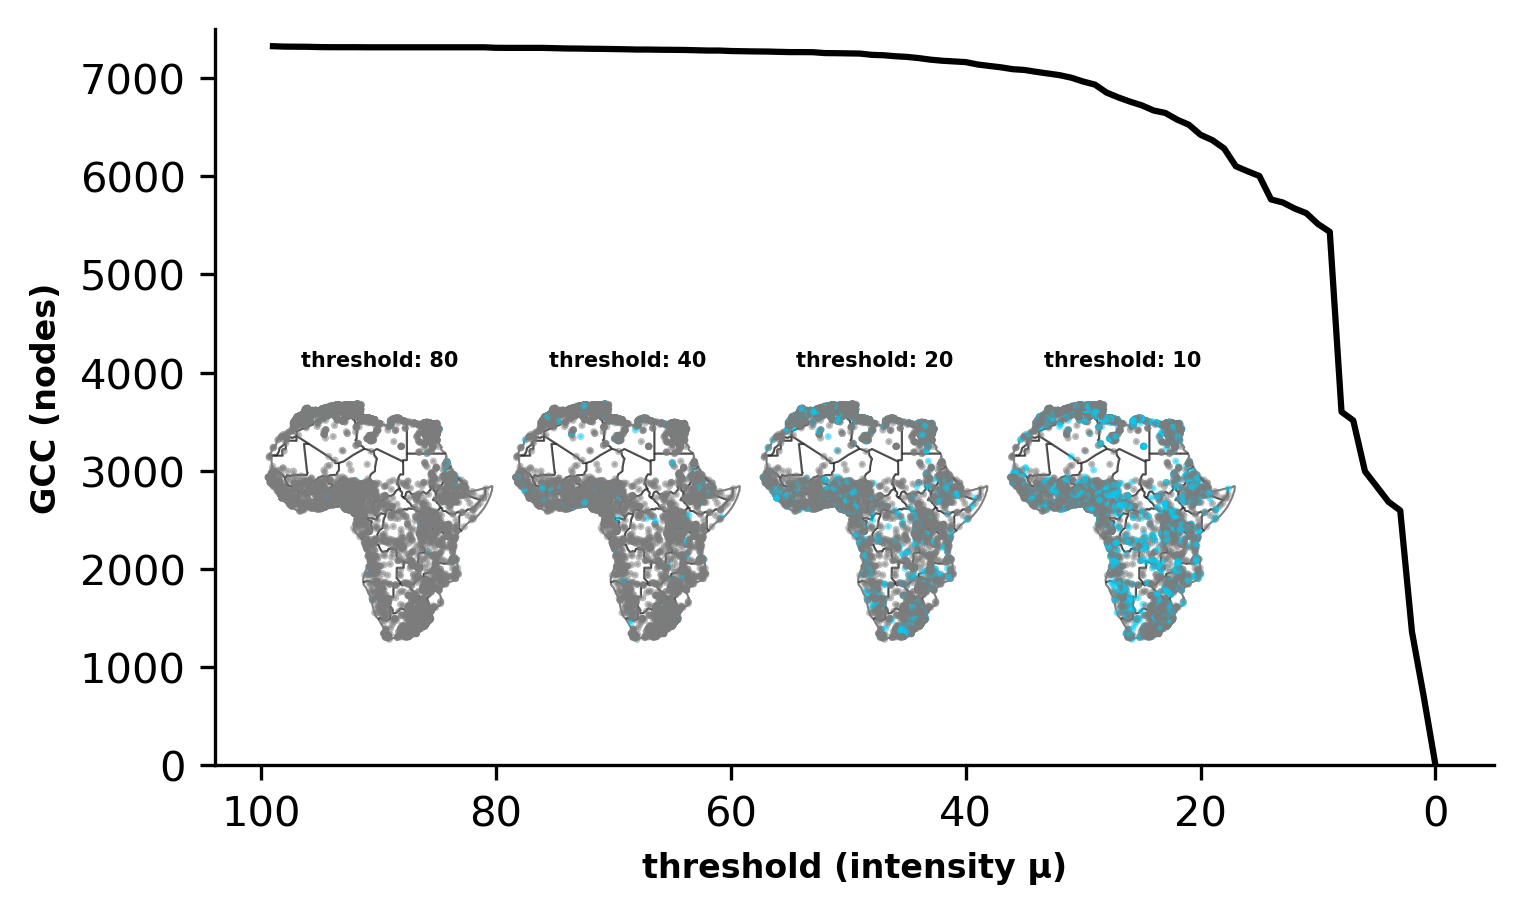 7000
6000
5000
4000
3000
2000
1000
0
GCC (nodes)
threshold: 80
threshold: 40
threshold: 20
threshold: 10
100 80 60 40 20 0
threshold (intensity μ)